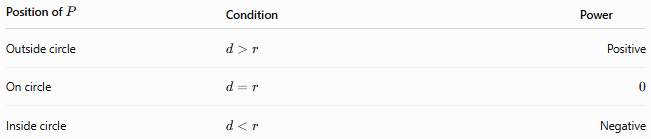 Position of P Condition Power
Outside circle d > r Positive
On circle d = r 0
Inside circle d < r Negative